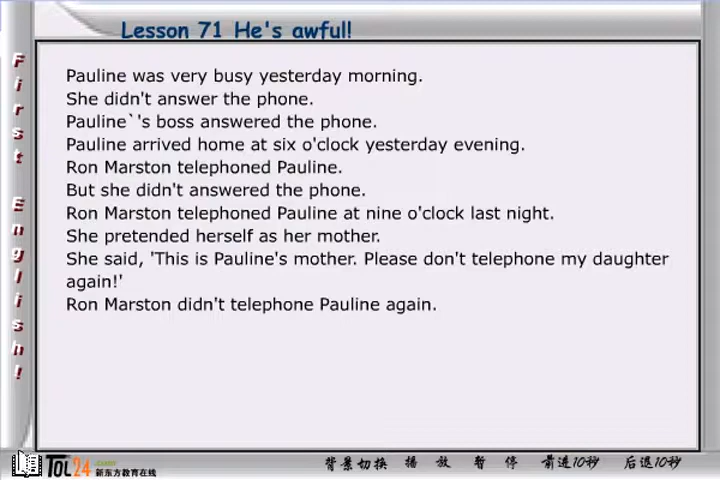 Lesson 71 He's awful!
First English!
Pauline was very busy yesterday morning.
She didn't answer the phone.
Pauline`'s boss answered the phone.
Pauline arrived home at six o'clock yesterday evening.
Ron Marston telephoned Pauline.
But she didn't answered the phone.
Ron Marston telephoned Pauline at nine o'clock last night.
She pretended herself as her mother.
She said, 'This is Pauline's mother. Please don't telephone my daughter
again!'
Ron Marston didn't telephone Pauline again.
TOL24 新东方教育在线
背景切换 播放 暂停 前进10秒 后退10秒